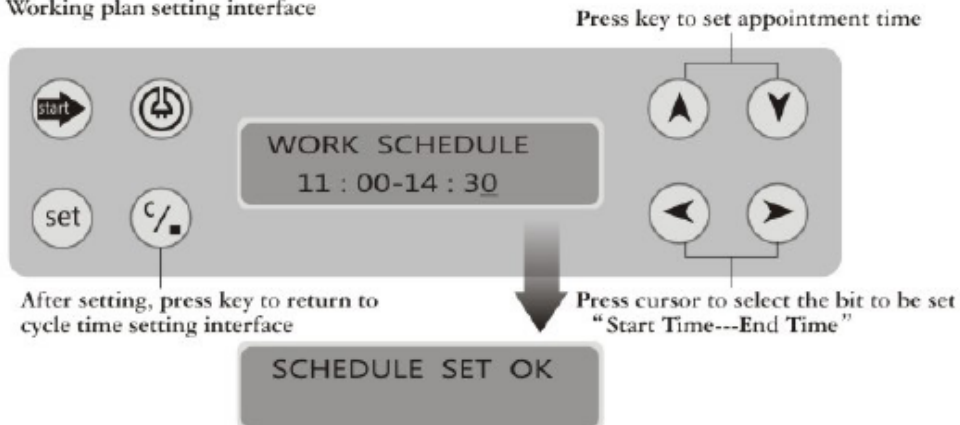 Working plan setting interface
Press key to set appointment time
start
WORK SCHEDULE
11 : 00-14 : 30
set
C/■
After setting, press key to return to
cycle time setting interface
Press cursor to select the bit to be set
“Start Time---End Time”
SCHEDULE SET OK